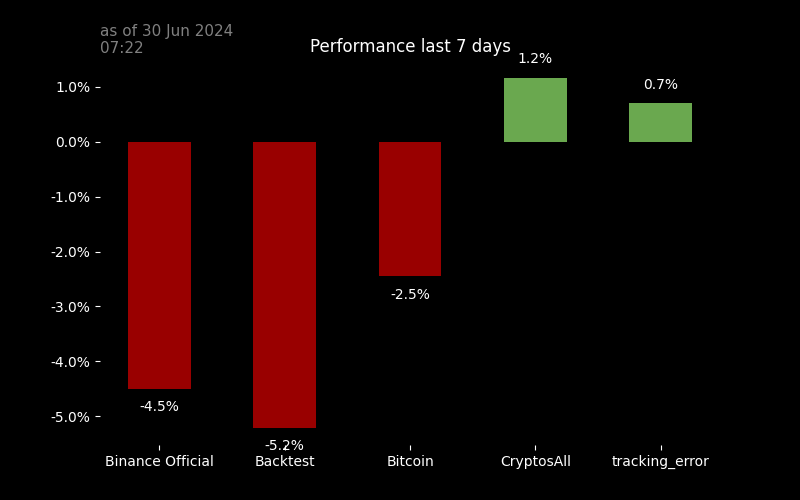 as of 30 Jun 2024
07:22
Performance last 7 days
1.2%
0.7%
1.0%
0.0%
-1.0%
-2.0%
-3.0%
-4.0%
-5.0%
-2.5%
-4.5%
-5.2%
Binance Official
Backtest
Bitcoin
CryptosAll
tracking_error